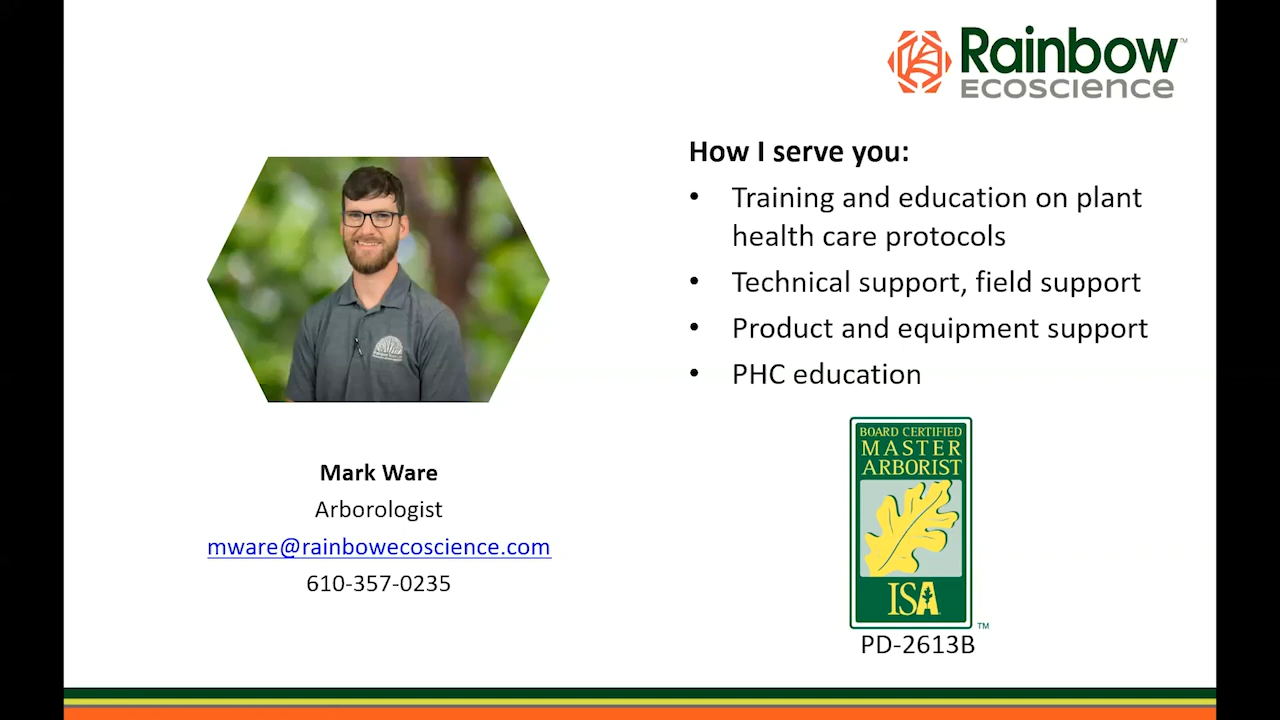 Rainbow™
ECOSCIENCE
How I serve you:
• Training and education on plant
health care protocols
• Technical support, field support
• Product and equipment support
• PHC education
Mark Ware
Arborologist
mware@rainbowecoscience.com
610-357-0235
BOARD CERTIFIED
MASTER
ARBORIST
ISA
™
PD-2613B